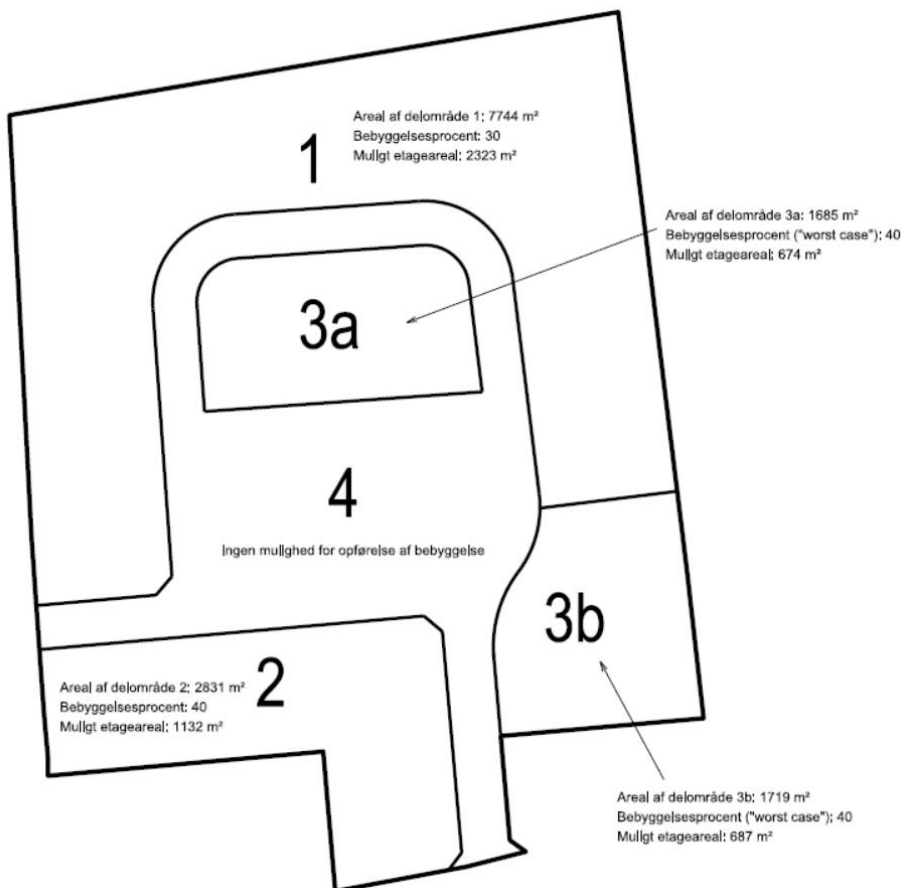 Areal af delområde 1: 7744 m²
Bebyggelsesprocent: 30
Muligt etageareal: 2323 m²
1
Areal af delområde 3a: 1685 m²
Bebyggelsesprocent ("worst case"): 40
Muligt etageareal: 674 m²
3a
4
Ingen mulighed for opførelse af bebyggelse
3b
2
Areal af delområde 2: 2831 m²
Bebyggelsesprocent: 40
Muligt etageareal: 1132 m²
Areal af delområde 3b: 1719 m²
Bebyggelsesprocent ("worst case"): 40
Muligt etageareal: 687 m²